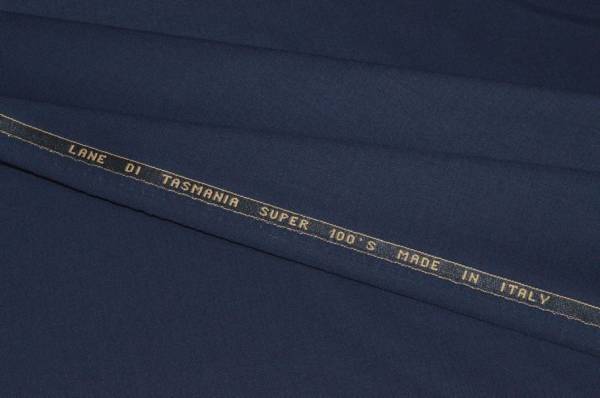 LANE DI TASMANIA SUPER 100'S MADE IN ITALY